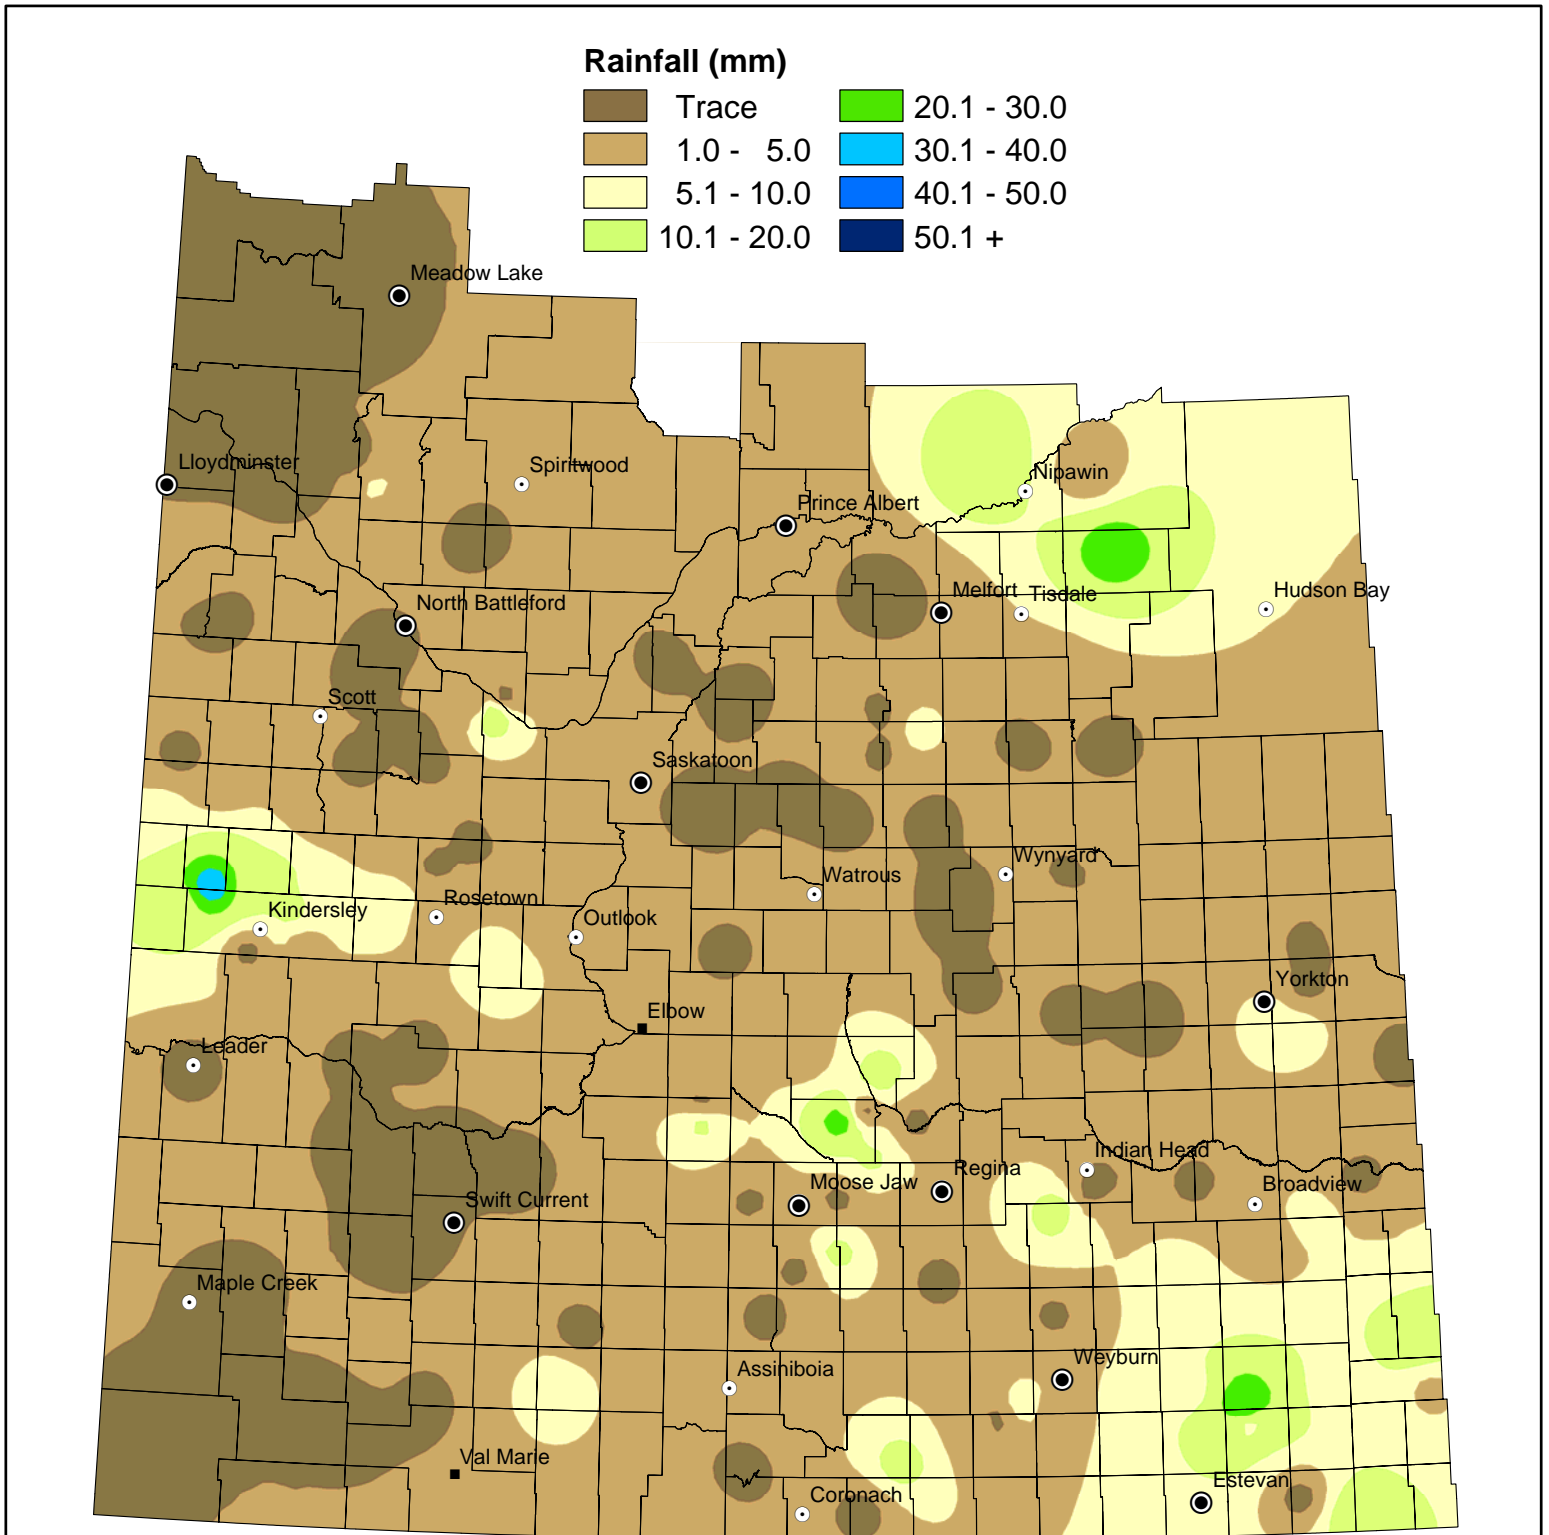 Rainfall (mm)
Trace
1.0 - 5.0
5.1 - 10.0
10.1 - 20.0
20.1 - 30.0
30.1 - 40.0
40.1 - 50.0
50.1 +
Meadow Lake
Lloydminster
Spiritwood
Nipawin
Prince Albert
North Battleford
Melfort
Tisdale
Hudson Bay
Scott
Saskatoon
Wynyard
Watrous
Rosetown
Kindersley
Outlook
Yorkton
Elbow
Leader
Indian Head
Regina
Moose Jaw
Broadview
Swift Current
Maple Creek
Weyburn
Assiniboia
Val Marie
Estevan
Coronach